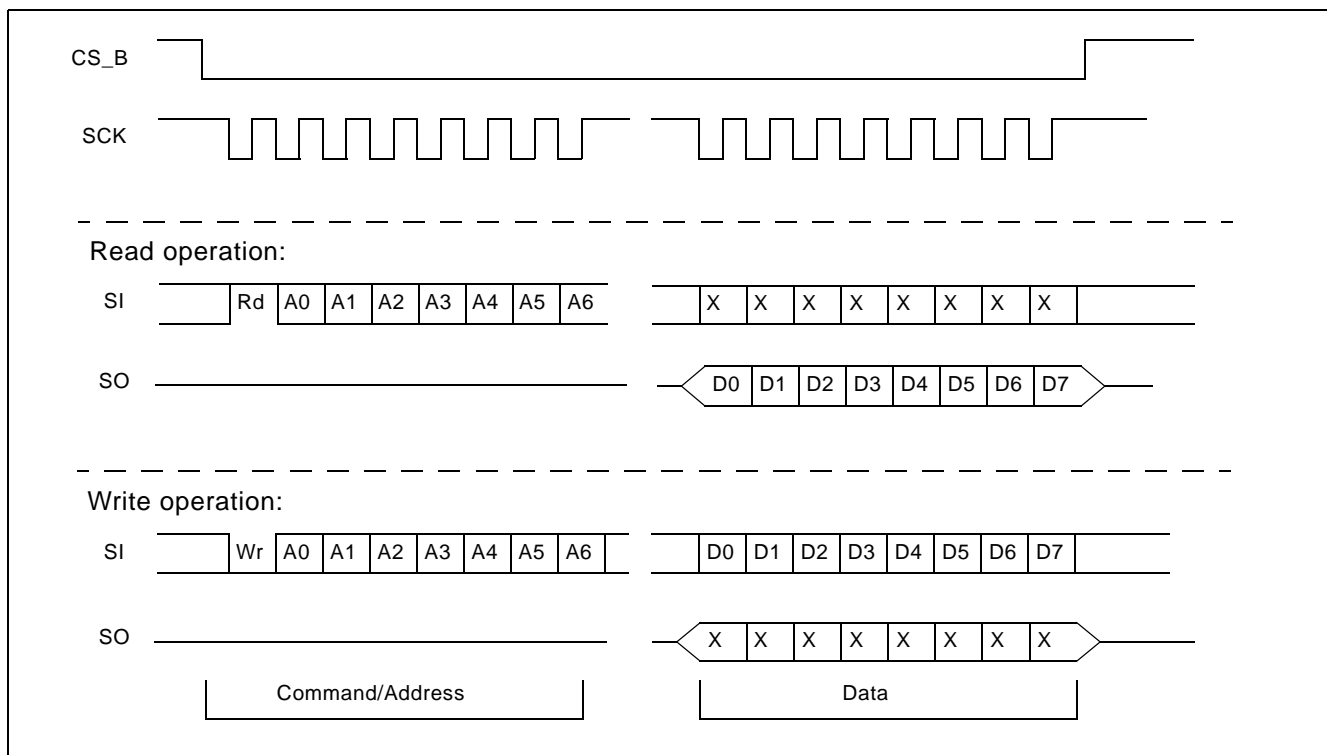 CS_B
SCK
Read operation:
SI Rd A0 A1 A2 A3 A4 A5 A6 X X X X X X X X
SO D0 D1 D2 D3 D4 D5 D6 D7
Write operation:
SI Wr A0 A1 A2 A3 A4 A5 A6 D0 D1 D2 D3 D4 D5 D6 D7
SO X X X X X X X X
Command/Address Data